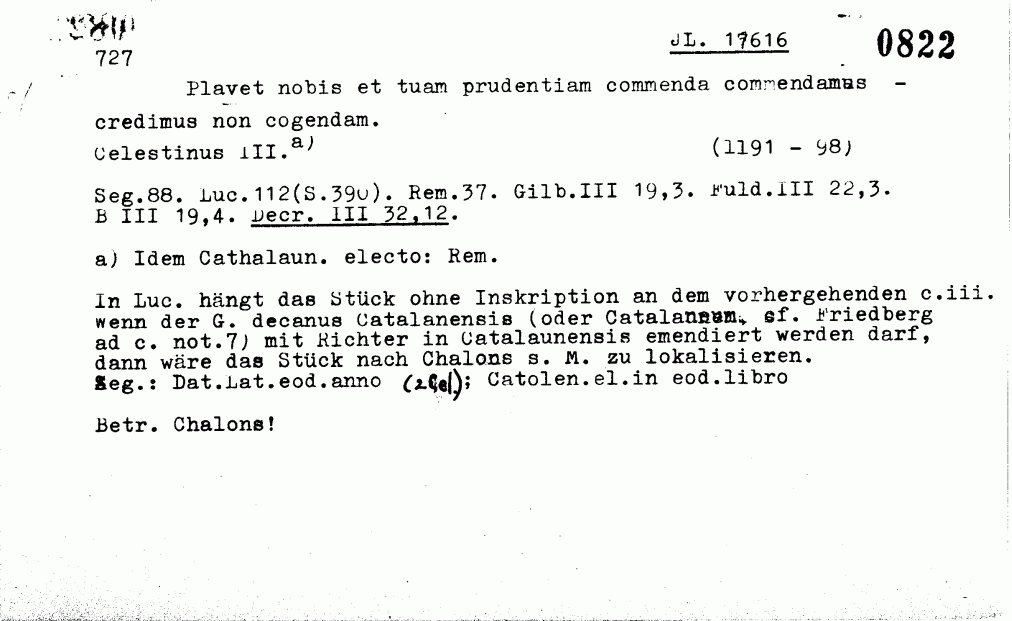 727
JL. 17616
0822
Plavet nobis et tuam prudentiam commenda commendamus -
credimus non cogendam.
Celestinus III.a) (1191 - 98)
Seg.88. Luc.112(S.390). Rem.37. Gilb.III 19,3. Fuld.III 22,3.
B III 19,4. Decr. III 32,12.
a) Idem Cathalaun. electo: Rem.
In Luc. hängt das Stück ohne Inskription an dem vorhergehenden c.iii.
wenn der G. decanus Catalanensis (oder Catalannum, cf. Friedberg
ad c. not.7) mit Richter in Catalaunensis emendiert werden darf,
dann wäre das Stück nach Chalons s. M. zu lokalisieren.
Seg.: Dat.Lat.eod.anno (2 Cel); Catolen.el.in eod.libro
Betr. Chalons!